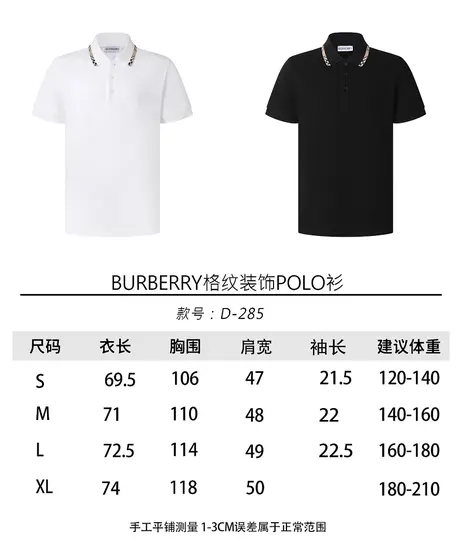 BURBERRY格纹装饰POLO衫
款号：D-285
尺码 衣长 胸围 肩宽 袖长 建议体重
S 69.5 106 47 21.5 120-140
M 71 110 48 22 140-160
L 72.5 114 49 22.5 160-180
XL 74 118 50 180-210
手工平铺测量 1-3CM误差属于正常范围